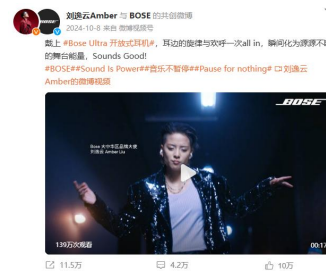 刘逸云Amber 与 BOSE 的共创微博
2024-10-8 来自 微博视频号
戴上 #Bose Ultra 开放式耳机#，耳边的旋律与欢呼一次all in，瞬间化为源源不断
的舞台能量，Sounds Good！
#BOSE##Sound Is Power##音乐不暂停##Pause for nothing# 刘逸云
Amber的微博视频
BOSE
Bose 大中华区品牌大使
刘逸云 Amber Liu
139万次观看
00:17
11.5万
4.2万
10万